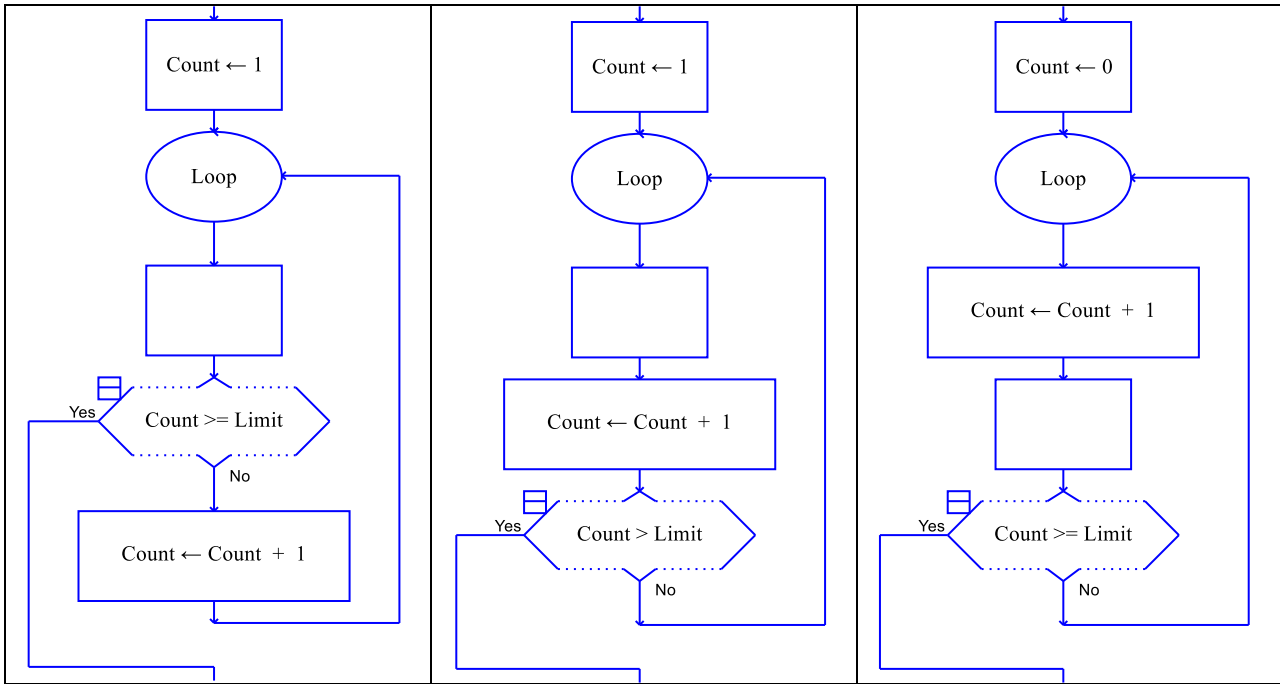 Count ← 1
Loop
Count >= Limit
Yes
No
Count ← Count + 1
Count ← 1
Loop
Count ← Count + 1
Count > Limit
Yes
No
Count ← 0
Loop
Count ← Count + 1
Count >= Limit
Yes
No